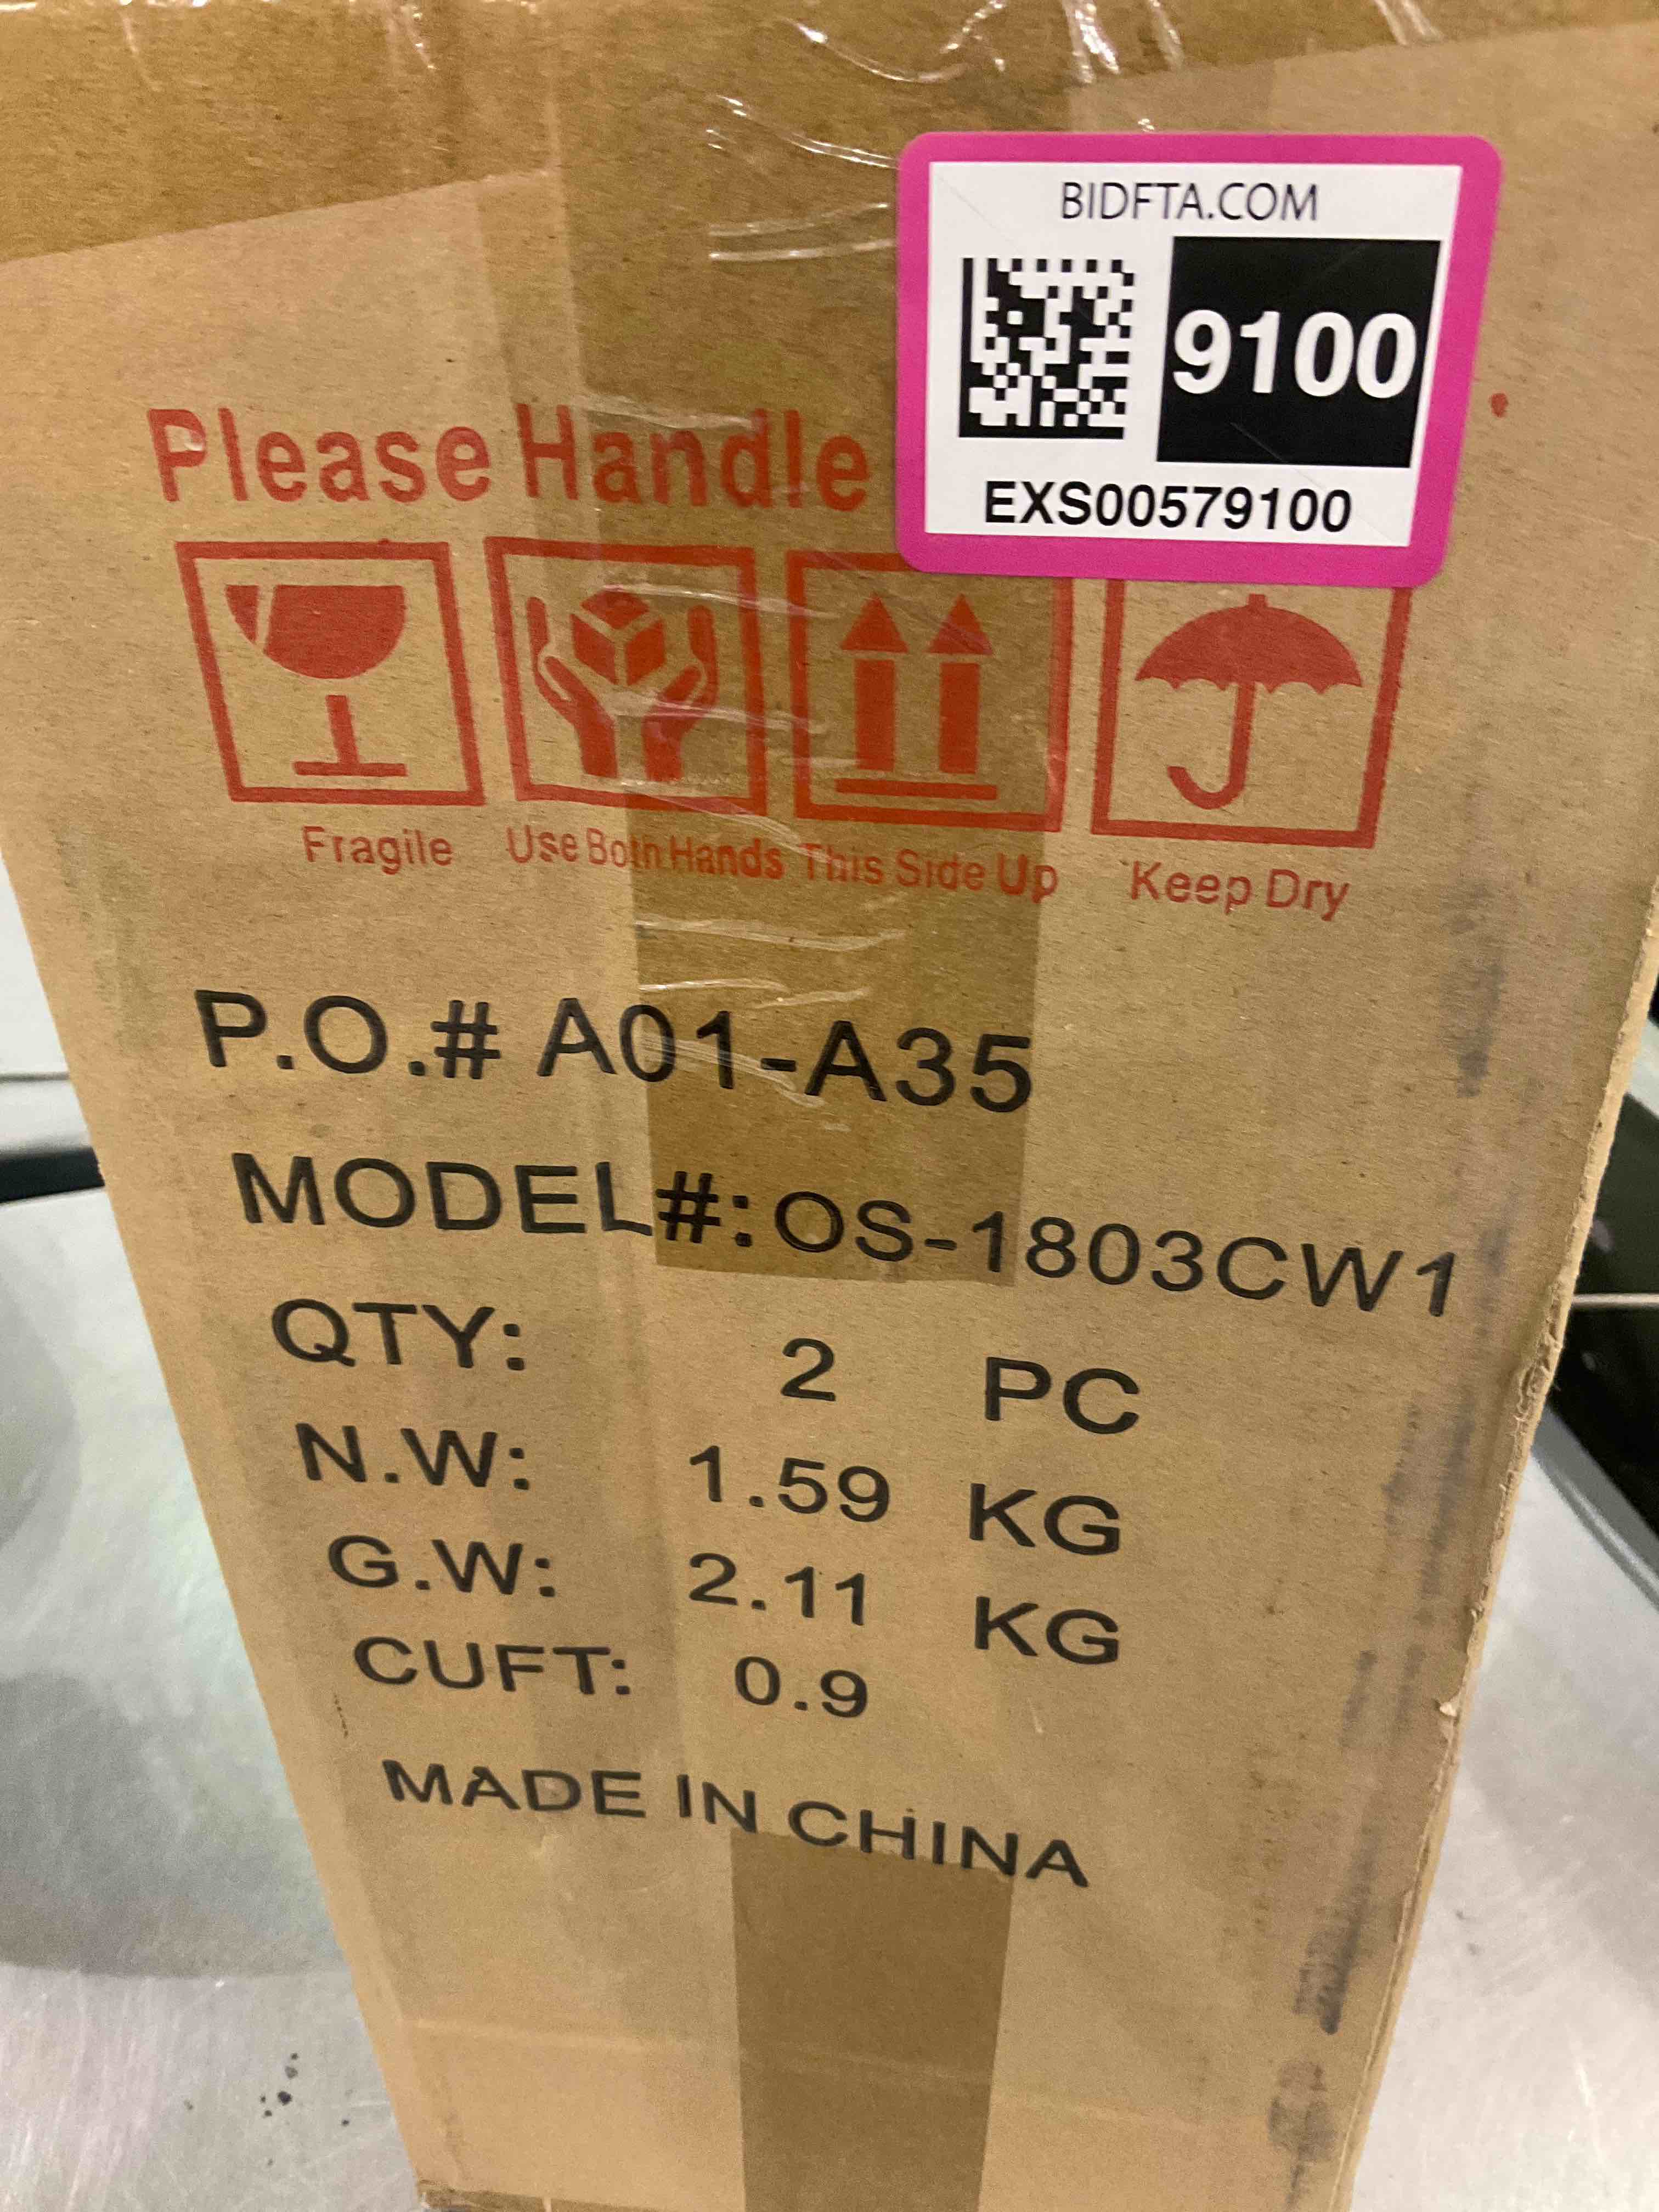 BIDFTA.COM
9100
EXS00579100
Please Handle
Fragile Use Both Hands This Side Up Keep Dry
P.O.# A01-A35
MODEL#: OS-1803CW1
QTY: 2 PC
N.W: 1.59 KG
G.W: 2.11 KG
CUFT: 0.9
MADE IN CHINA